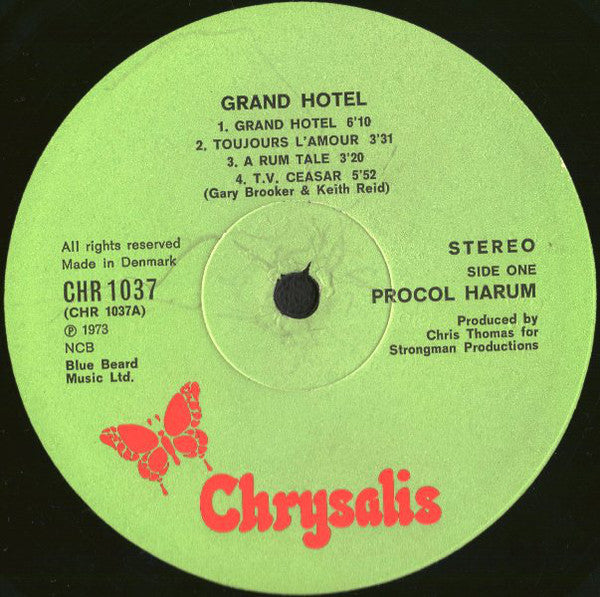 GRAND HOTEL
1. GRAND HOTEL 6'10
2. TOUJOURS L'AMOUR 3'31
3. A RUM TALE 3'20
4. T.V. CEASAR 5'52
(Gary Brooker & Keith Reid)
All rights reserved
Made in Denmark
CHR 1037
(CHR 1037A)
Ⓟ 1973
NCB
Blue Beard
Music Ltd.
STEREO
SIDE ONE
PROCOL HARUM
Produced by
Chris Thomas for
Strongman Productions
Chrysalis